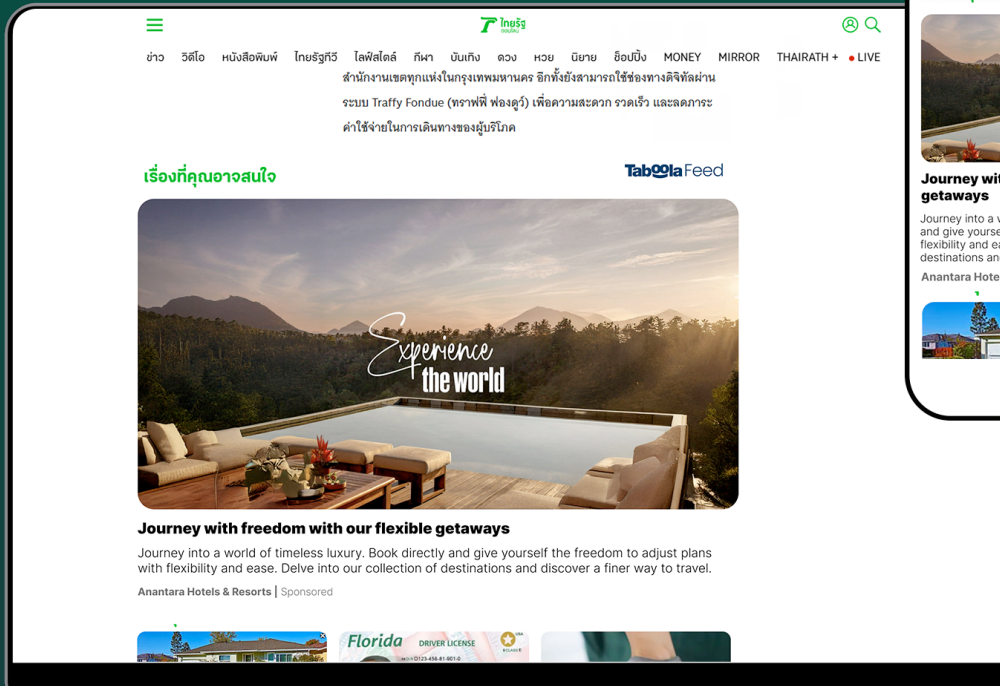 ไทยรัฐ
ออนไลน์
ข่าว วิดีโอ หนังสือพิมพ์ ไทยรัฐทีวี ไลฟ์สไตล์ กีฬา บันเทิง ดวง หวย นิยาย ช็อปปิ้ง MONEY MIRROR THAIRATH + LIVE
สำนักงานเขตทุกแห่งในกรุงเทพมหานคร อีกทั้งยังสามารถใช้ช่องทางดิจิทัลผ่าน
ระบบ Traffy Fondue (ทราฟฟี่ ฟองดูว์) เพื่อความสะดวก รวดเร็ว และลดภาระ
ค่าใช้จ่ายในการเดินทางของผู้บริโภค
เรื่องที่คุณอาจสนใจ
Taboola Feed
Experience
the world
Journey with freedom with our flexible getaways
Journey into a world of timeless luxury. Book directly and give yourself the freedom to adjust plans
with flexibility and ease. Delve into our collection of destinations and discover a finer way to travel.
Anantara Hotels & Resorts | Sponsored
Florida DRIVER LICENSE
D123-456-81-901-0
Journey wit
getaways
Journey into a
and give yourse
flexibility and ea
destinations an
Anantara Hote